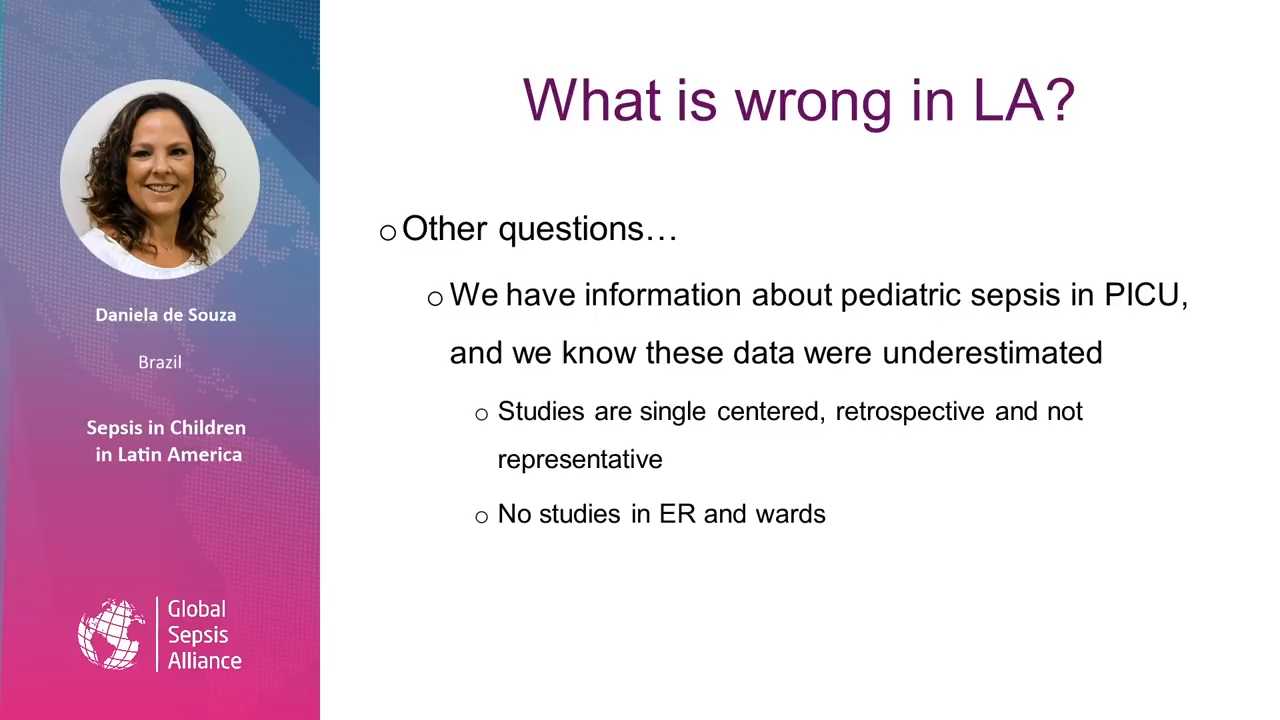 Daniela de Souza
Brazil
Sepsis in Children
in Latin America
Global
Sepsis
Alliance
What is wrong in LA?
o Other questions…
o We have information about pediatric sepsis in PICU,
and we know these data were underestimated
o Studies are single centered, retrospective and not
representative
o No studies in ER and wards